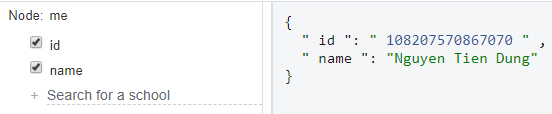 Node: me
id
name
+ Search for a school
{
" id ": " 108207570867070 " ,
" name ": "Nguyen Tien Dung"
}